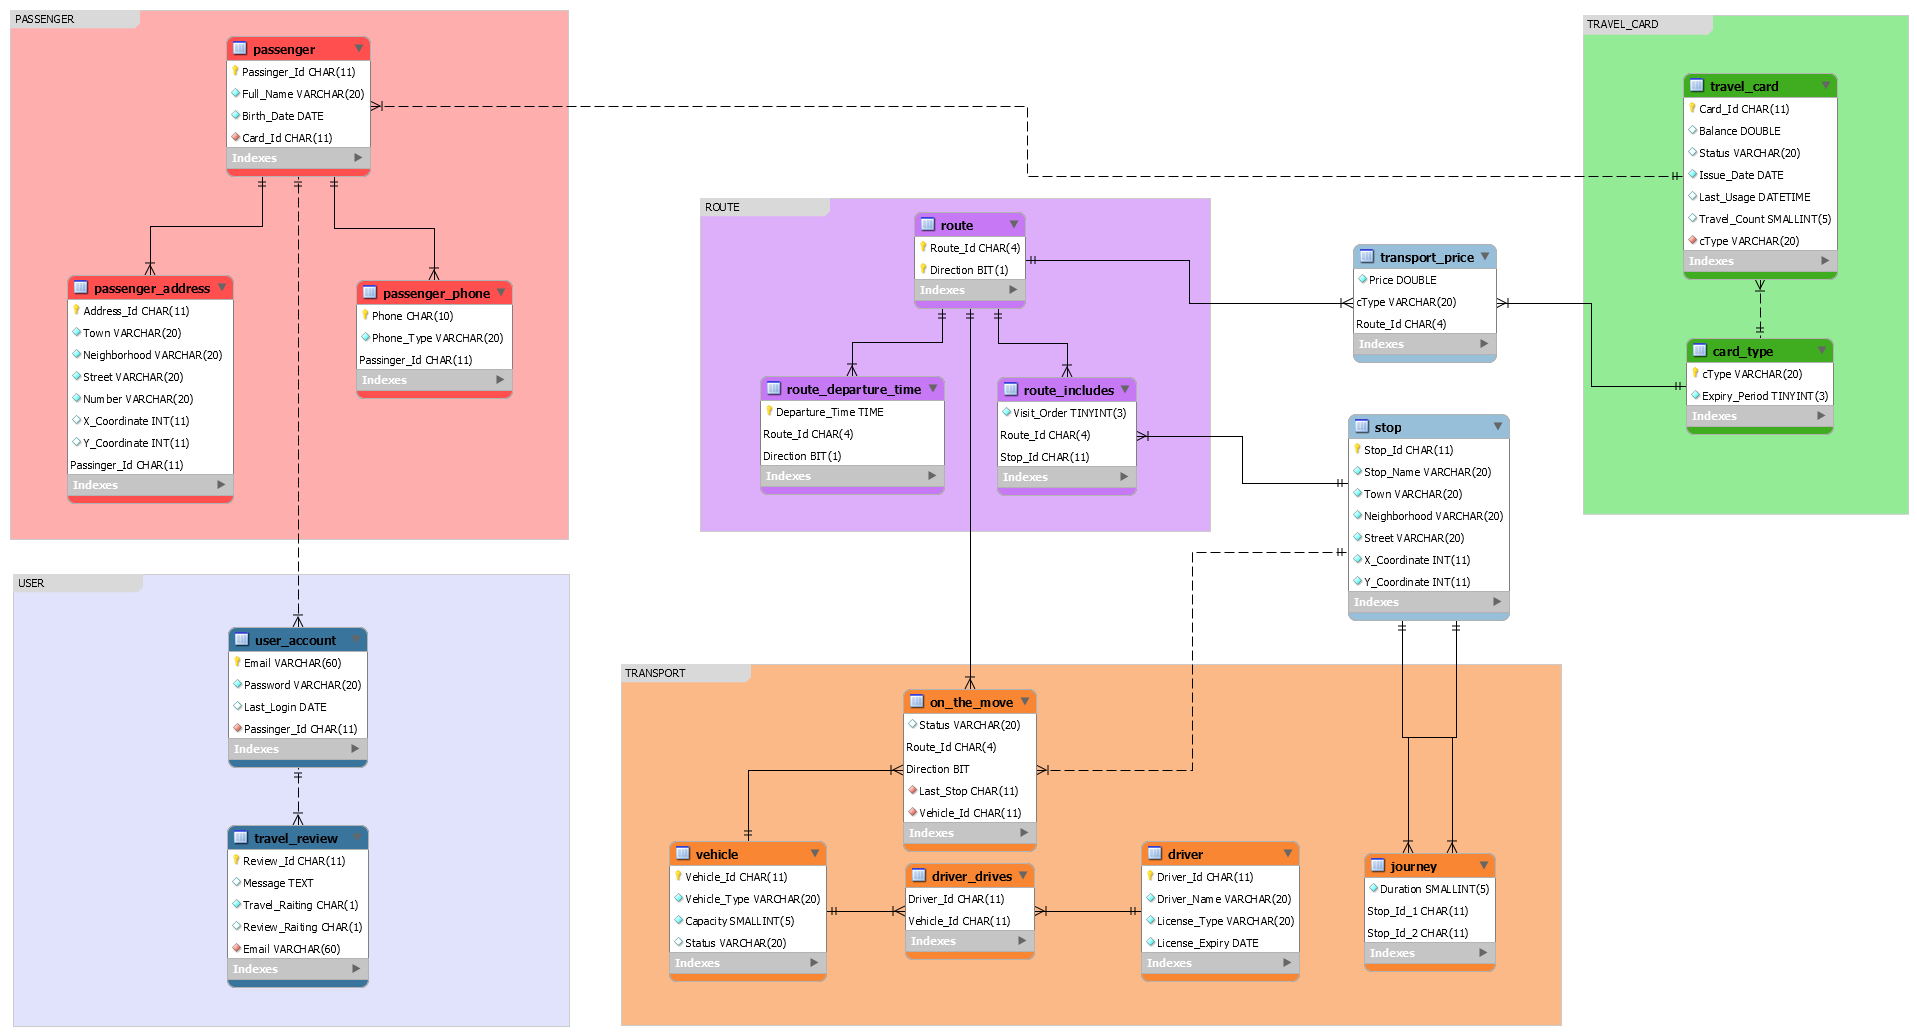 PASSENGER
passenger
Passinger_Id CHAR(11)
Full_Name VARCHAR(20)
Birth_Date DATE
Card_Id CHAR(11)
Indexes
passenger_address
Address_Id CHAR(11)
Town VARCHAR(20)
Neighborhood VARCHAR(20)
Street VARCHAR(20)
Number VARCHAR(20)
X_Coordinate INT(11)
Y_Coordinate INT(11)
Passinger_Id CHAR(11)
Indexes
passenger_phone
Phone CHAR(10)
Phone_Type VARCHAR(20)
Passinger_Id CHAR(11)
Indexes
USER
user_account
Email VARCHAR(60)
Password VARCHAR(20)
Last_Login DATE
Passinger_Id CHAR(11)
Indexes
travel_review
Review_Id CHAR(11)
Message TEXT
Travel_Raiting CHAR(1)
Review_Raiting CHAR(1)
Email VARCHAR(60)
Indexes
ROUTE
route
Route_Id CHAR(4)
Direction BIT(1)
Indexes
route_departure_time
Departure_Time TIME
Route_Id CHAR(4)
Direction BIT(1)
Indexes
route_includes
Visit_Order TINYINT(3)
Route_Id CHAR(4)
Stop_Id CHAR(11)
Indexes
transport_price
Price DOUBLE
cType VARCHAR(20)
Route_Id CHAR(4)
Indexes
stop
Stop_Id CHAR(11)
Stop_Name VARCHAR(20)
Town VARCHAR(20)
Neighborhood VARCHAR(20)
Street VARCHAR(20)
X_Coordinate INT(11)
Y_Coordinate INT(11)
Indexes
TRAVEL_CARD
travel_card
Card_Id CHAR(11)
Balance DOUBLE
Status VARCHAR(20)
Issue_Date DATE
Last_Usage DATETIME
Travel_Count SMALLINT(5)
cType VARCHAR(20)
Indexes
card_type
cType VARCHAR(20)
Expiry_Period TINYINT(3)
Indexes
TRANSPORT
on_the_move
Status VARCHAR(20)
Route_Id CHAR(4)
Direction BIT
Last_Stop CHAR(11)
Vehicle_Id CHAR(11)
Indexes
vehicle
Vehicle_Id CHAR(11)
Vehicle_Type VARCHAR(20)
Capacity SMALLINT(5)
Status VARCHAR(20)
Indexes
driver_drives
Driver_Id CHAR(11)
Vehicle_Id CHAR(11)
Indexes
driver
Driver_Id CHAR(11)
Driver_Name VARCHAR(20)
License_Type VARCHAR(20)
License_Expiry DATE
Indexes
journey
Duration SMALLINT(5)
Stop_Id_1 CHAR(11)
Stop_Id_2 CHAR(11)
Indexes